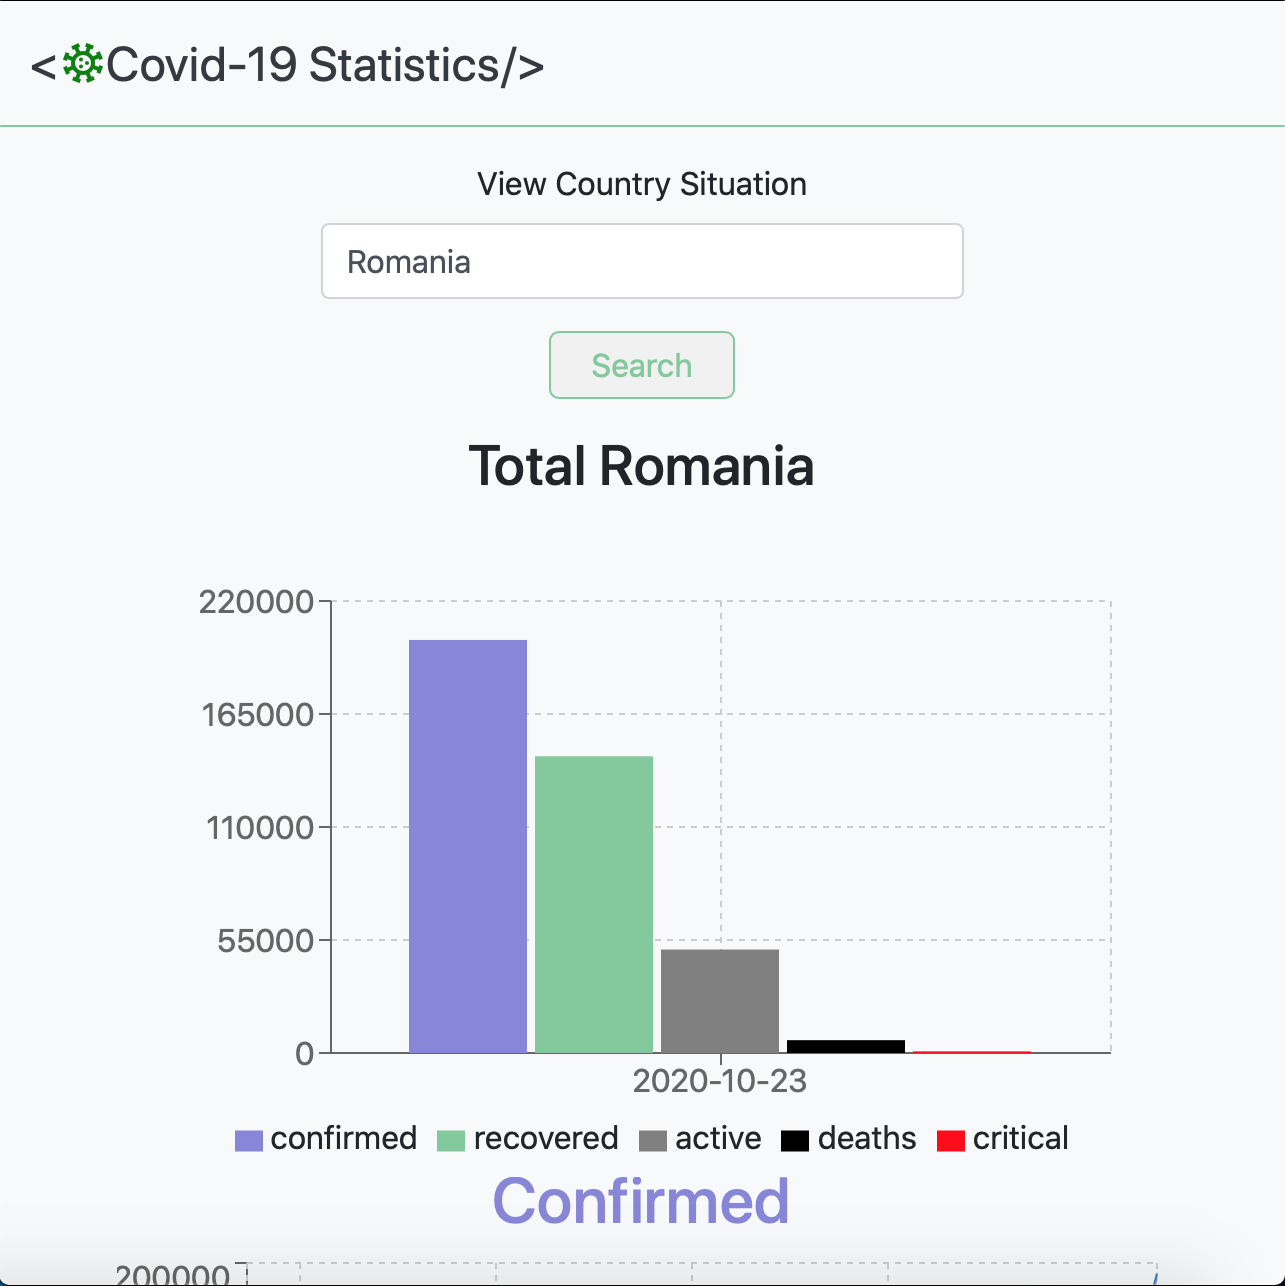 <Covid-19 Statistics/>
View Country Situation
Romania
Search
Total Romania
220000
165000
110000
55000
0
2020-10-23
confirmed recovered active deaths critical
Confirmed
200000